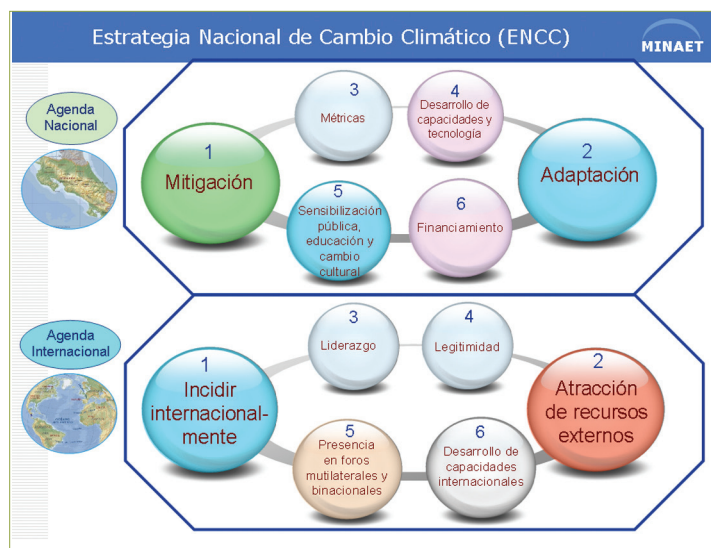 Estrategia Nacional de Cambio Climático (ENCC)
MINAET
Agenda
Nacional
1
Mitigación
3
Métricas
4
Desarrollo de
capacidades y
tecnología
2
Adaptación
5
Sensibilización
pública,
educación y
cambio
cultural
6
Financiamiento
Agenda
Internacional
1
Incidir
internacional-
mente
3
Liderazgo
4
Legitimidad
2
Atracción
de recursos
externos
5
Presencia
en foros
mutilaterales y
binacionales
6
Desarrollo de
capacidades
internacionales